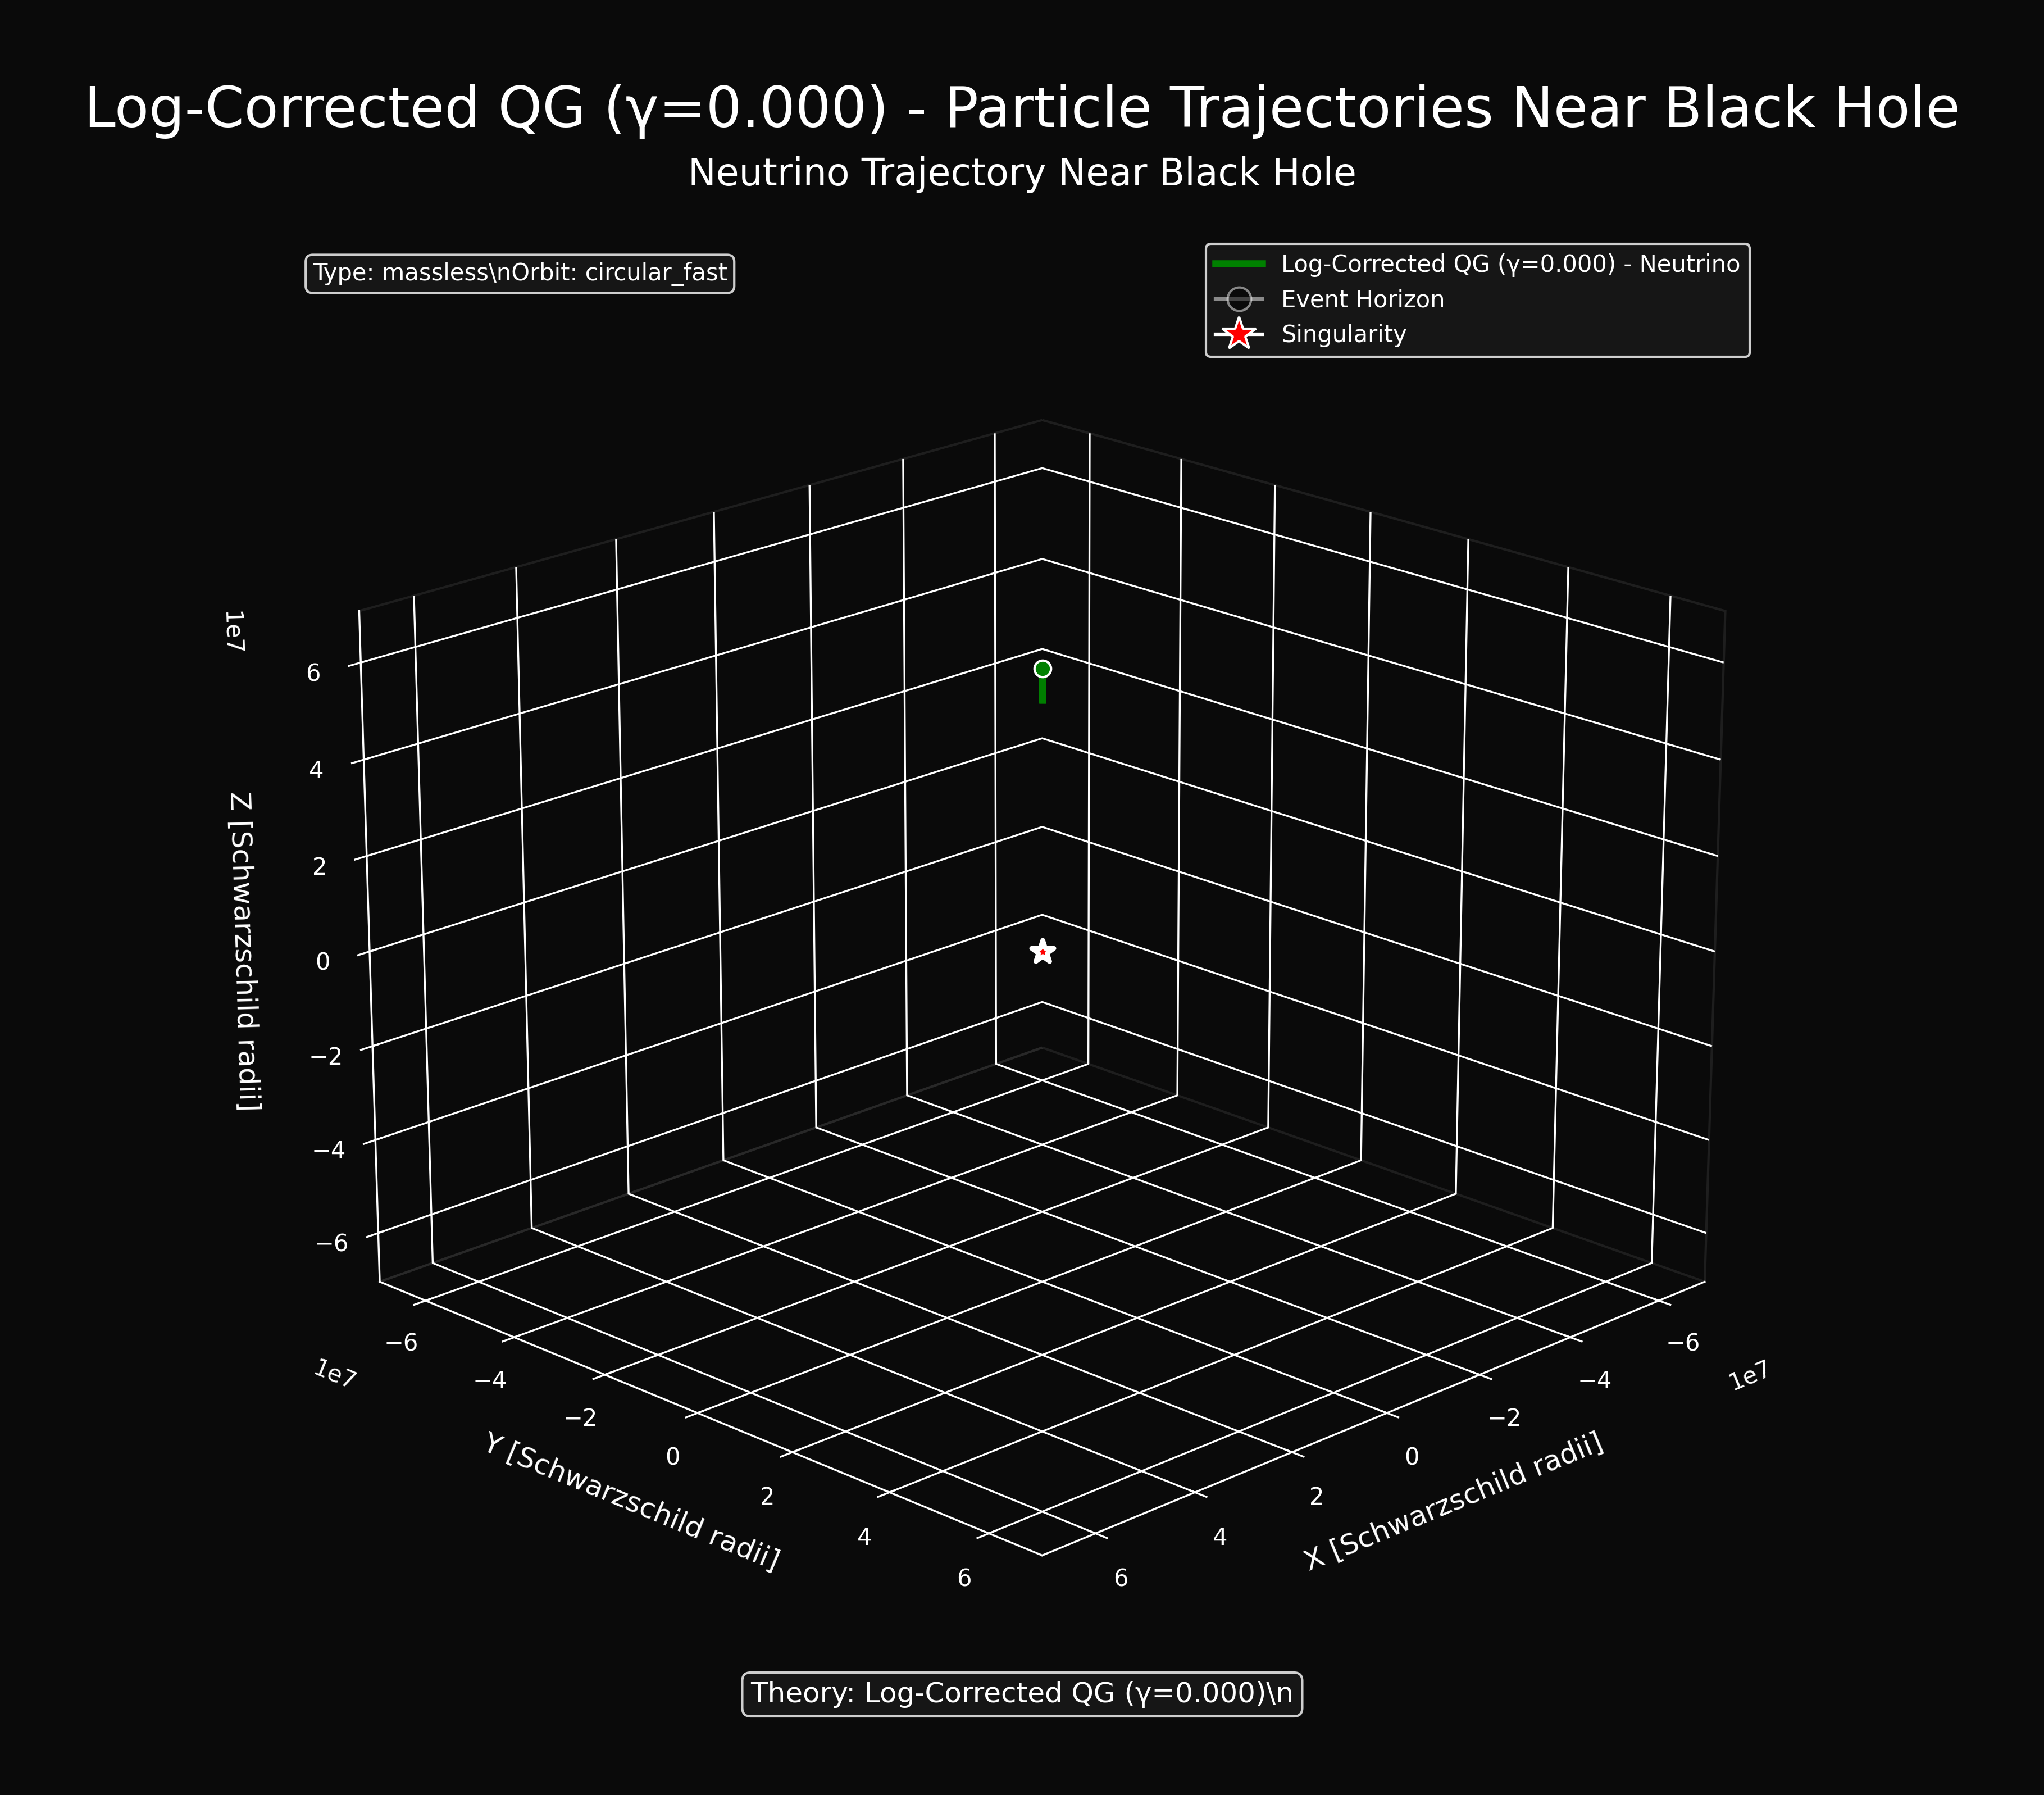 Log-Corrected QG (γ=0.000) - Particle Trajectories Near Black Hole
Neutrino Trajectory Near Black Hole
Type: massless\nOrbit: circular_fast
Log-Corrected QG (γ=0.000) - Neutrino
Event Horizon
Singularity
1e7
6
4
2
0
−2
−4
−6
Z [Schwarzschild radii]
−6
−4
−2
0
2
4
6
1e7
Y [Schwarzschild radii]
−6
−4
−2
0
2
4
6
1e7
X [Schwarzschild radii]
Theory: Log-Corrected QG (γ=0.000)\n